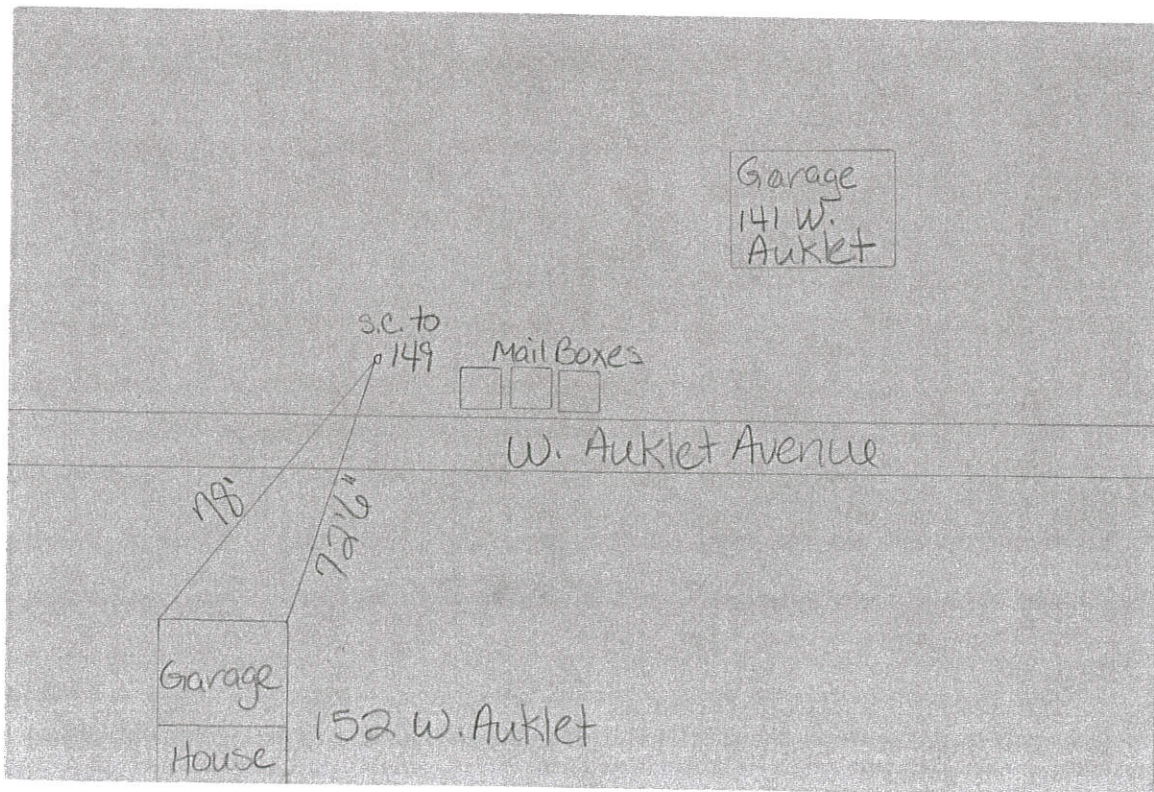 Garage
141 W.
Auklet
s.c. to
149
Mail Boxes
W. Auklet Avenue
78'
72'6"
Garage
152 W. Auklet
House